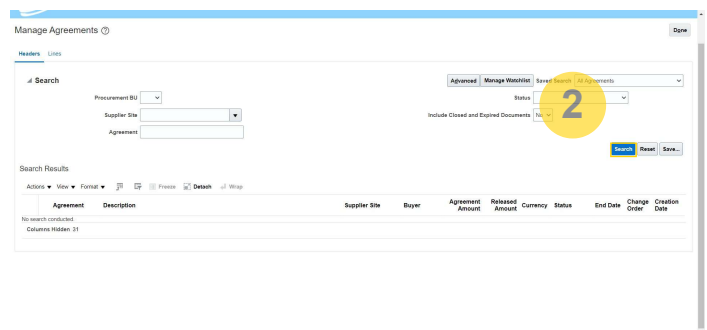 Manage Agreements
Done
Headers Lines
Search
Advanced Manage Watchlist Saved Search All Agreements
Procurement BU
Status
Supplier Site
Include Closed and Expired Documents No
Agreement
2
Search Reset Save...
Search Results
Actions View Format Freeze Detach Wrap
Agreement Description Supplier Site Buyer Agreement Amount Released Amount Currency Status End Date Change Order Creation Date
No search conducted.
Columns Hidden 31